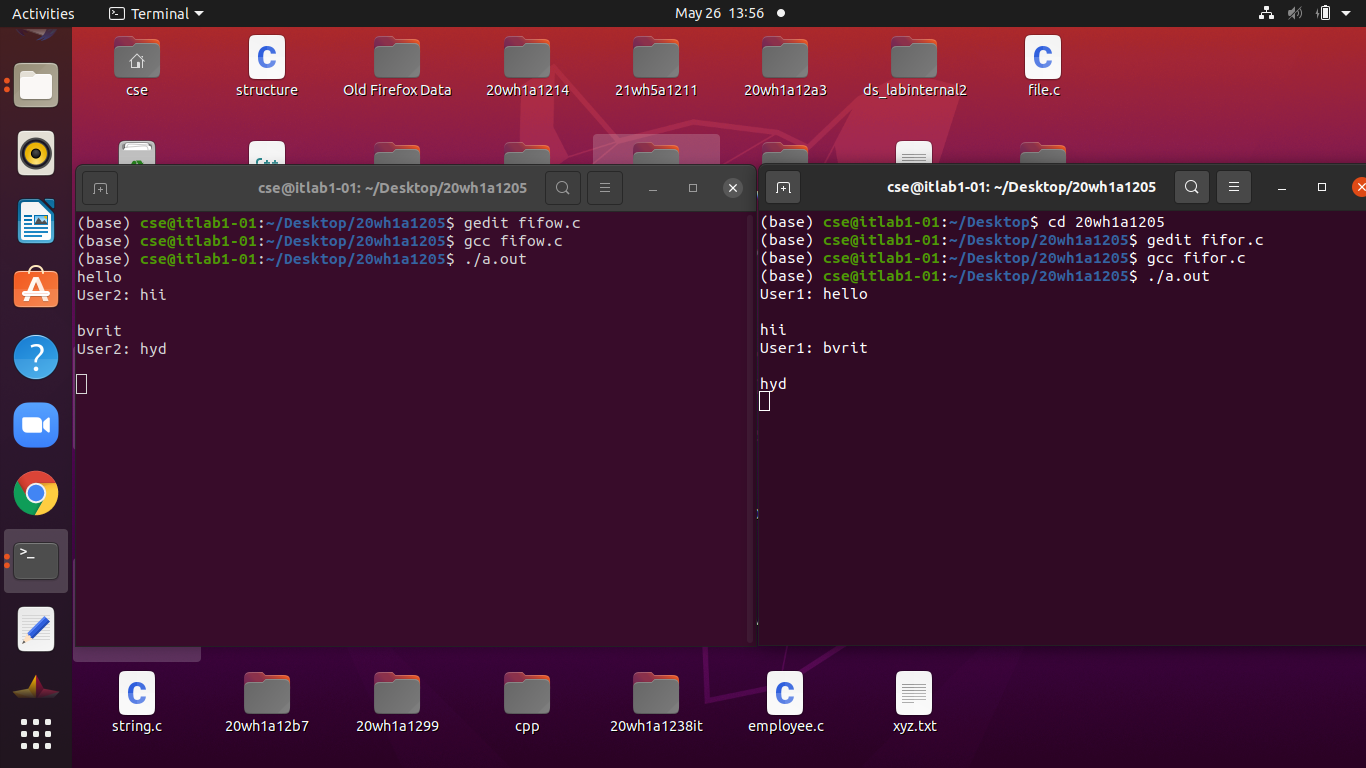 Activities
Terminal
May 26 13:56
cse
structure
Old Firefox Data
20wh1a1214
21wh5a1211
20wh1a12a3
ds_labinternal2
file.c
cse@itlab1-01: ~/Desktop/20wh1a1205
(base) cse@itlab1-01:~/Desktop/20wh1a1205$ gedit fifow.c
(base) cse@itlab1-01:~/Desktop/20wh1a1205$ gcc fifow.c
(base) cse@itlab1-01:~/Desktop/20wh1a1205$ ./a.out
hello
User2: hii
bvrit
User2: hyd
cse@itlab1-01: ~/Desktop/20wh1a1205
(base) cse@itlab1-01:~/Desktop$ cd 20wh1a1205
(base) cse@itlab1-01:~/Desktop/20wh1a1205$ gedit fifor.c
(base) cse@itlab1-01:~/Desktop/20wh1a1205$ gcc fifor.c
(base) cse@itlab1-01:~/Desktop/20wh1a1205$ ./a.out
User1: hello
hii
User1: bvrit
hyd
string.c
20wh1a12b7
20wh1a1299
cpp
20wh1a1238it
employee.c
xyz.txt